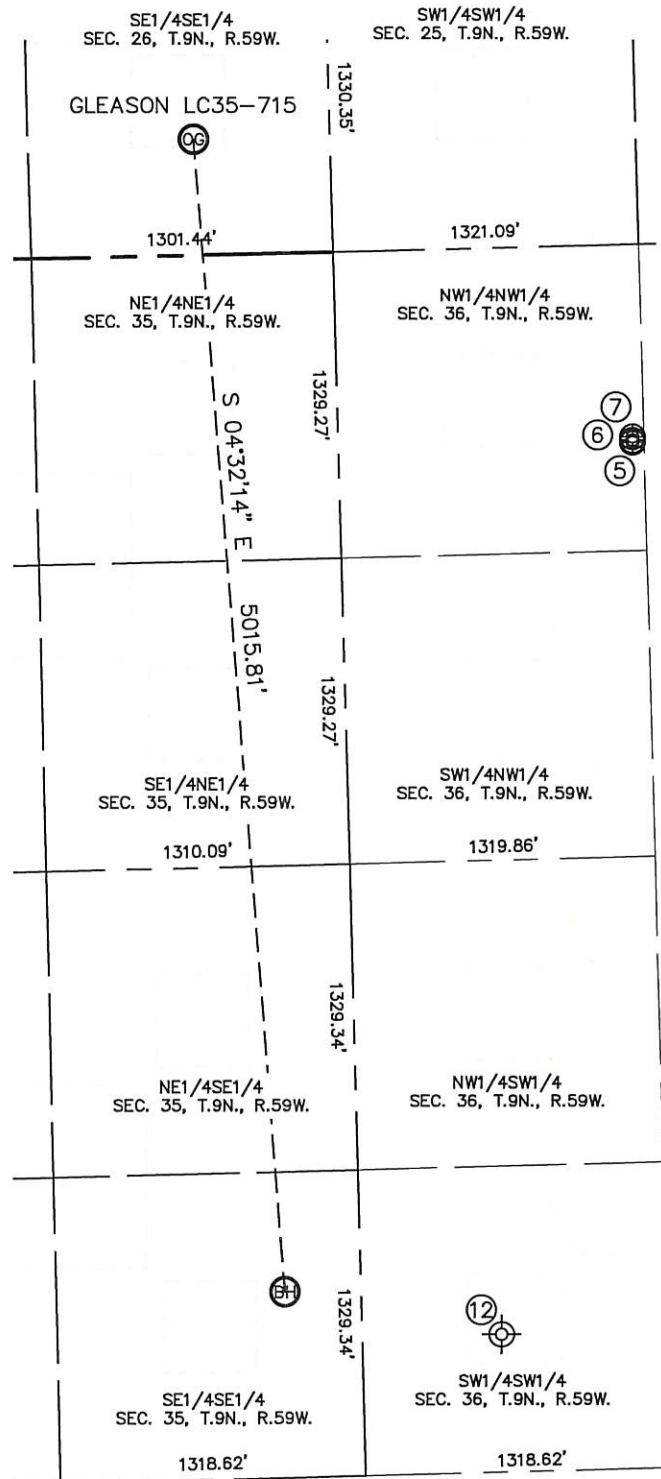 SE1/4SE1/4
SEC. 26, T.9N., R.59W.
SW1/4SW1/4
SEC. 25, T.9N., R.59W.
1330.35'
GLEASON LC35-715
OG
1301.44'
1321.09'
NE1/4NE1/4
SEC. 35, T.9N., R.59W.
NW1/4NW1/4
SEC. 36, T.9N., R.59W.
1329.27'
7
6
5
S 04°32'14" E 5015.81'
1329.27'
SE1/4NE1/4
SEC. 35, T.9N., R.59W.
SW1/4NW1/4
SEC. 36, T.9N., R.59W.
1310.09'
1319.86'
1329.34'
NE1/4SE1/4
SEC. 35, T.9N., R.59W.
NW1/4SW1/4
SEC. 36, T.9N., R.59W.
BH
1329.34'
12
SE1/4SE1/4
SEC. 35, T.9N., R.59W.
SW1/4SW1/4
SEC. 36, T.9N., R.59W.
1318.62'
1318.62'